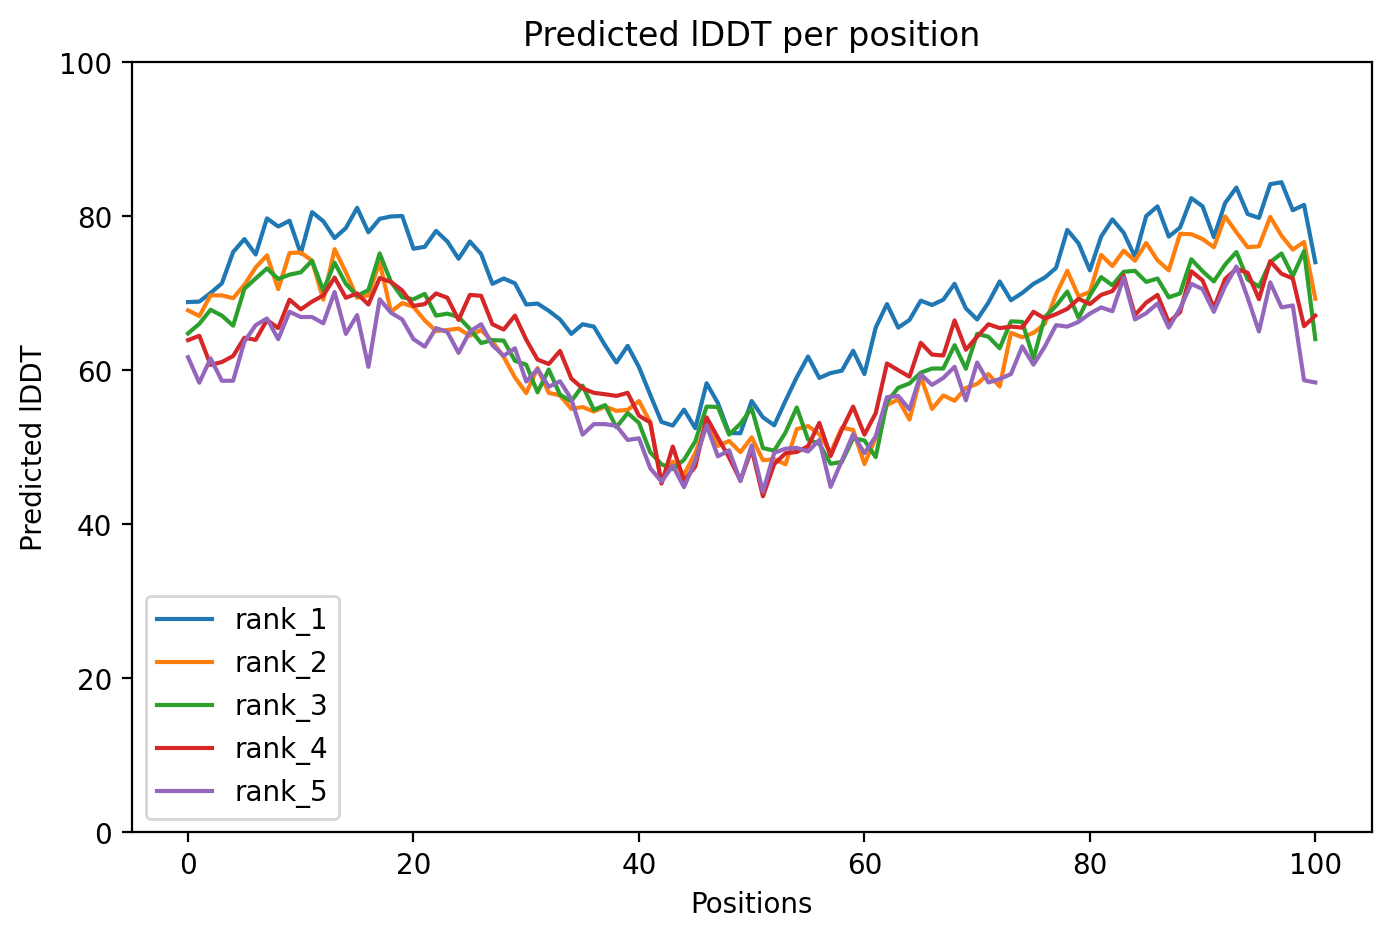 Predicted lDDT per position
100
80
60
40
20
0
Predicted lDDT
rank_1
rank_2
rank_3
rank_4
rank_5
0 20 40 60 80 100
Positions